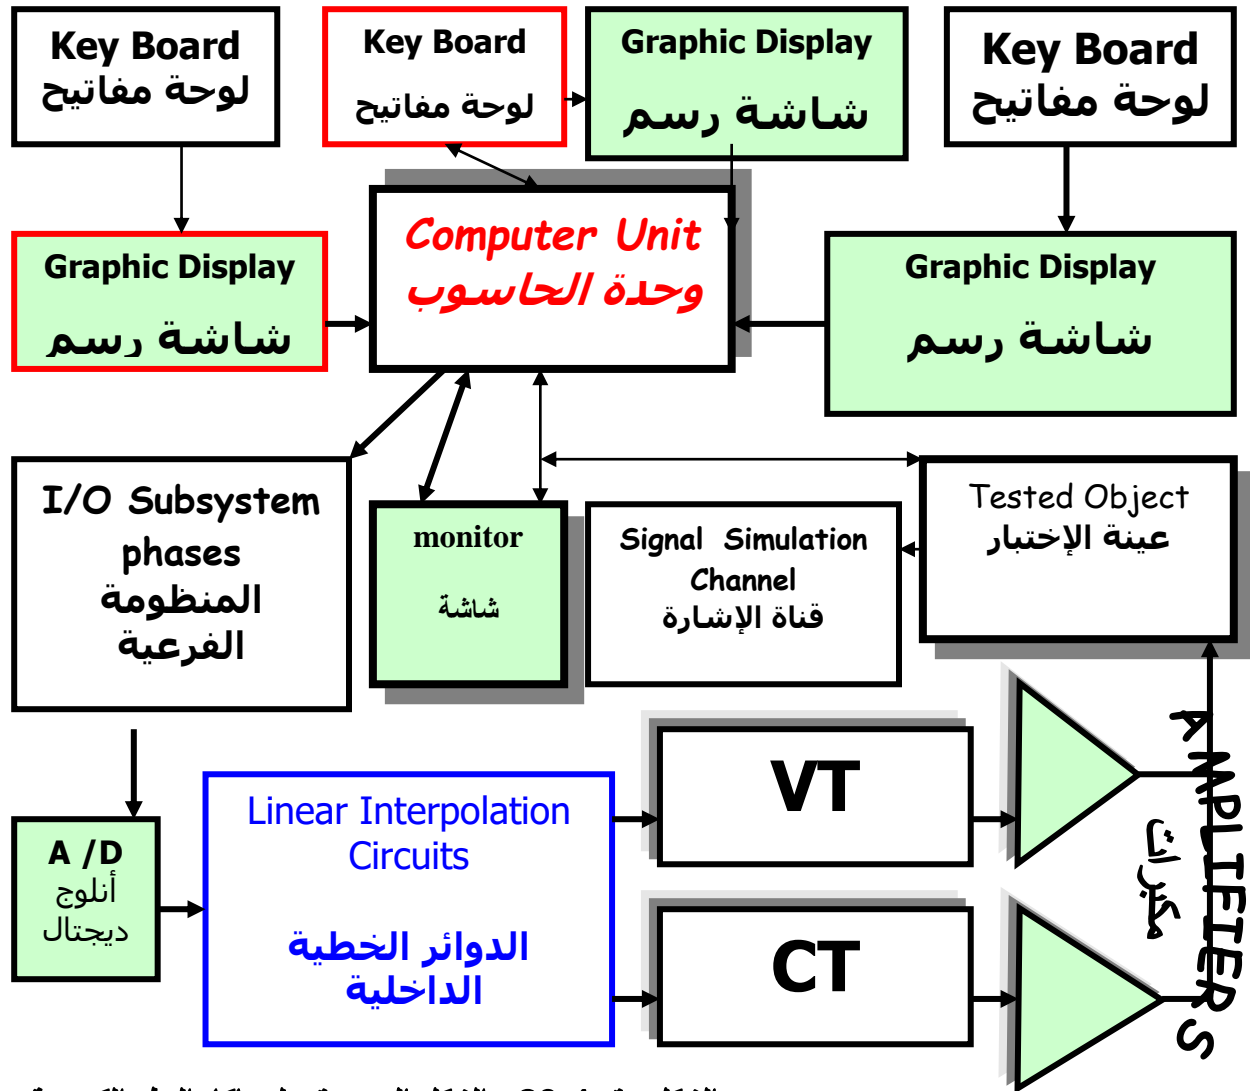 Key Board
لوحة مفاتيح
Key Board
لوحة مفاتيح
Graphic Display
شاشة رسم
Key Board
لوحة مفاتيح
Graphic Display
شاشة رسم
Computer Unit
وحدة الحاسوب
Graphic Display
شاشة رسم
I/O Subsystem
phases
المنظومة
الفرعية
monitor
شاشة
Signal Simulation
Channel
قناة الإشارة
Tested Object
عينة الإختبار
A /D
أنلوج
ديجتال
Linear Interpolation
Circuits
الدوائر الخطية
الداخلية
VT
CT
AMPLIFIERS
مكبرات